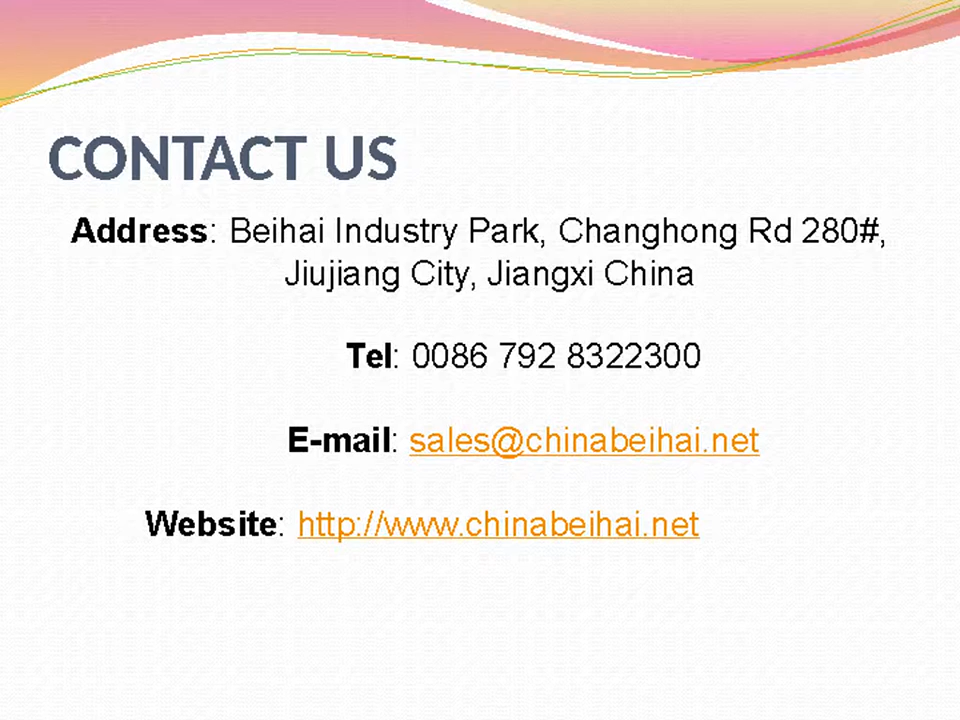 CONTACT US
Address: Beihai Industry Park, Changhong Rd 280#,
Jiujiang City, Jiangxi China
Tel: 0086 792 8322300
E-mail: sales@chinabeihai.net
Website: http://www.chinabeihai.net